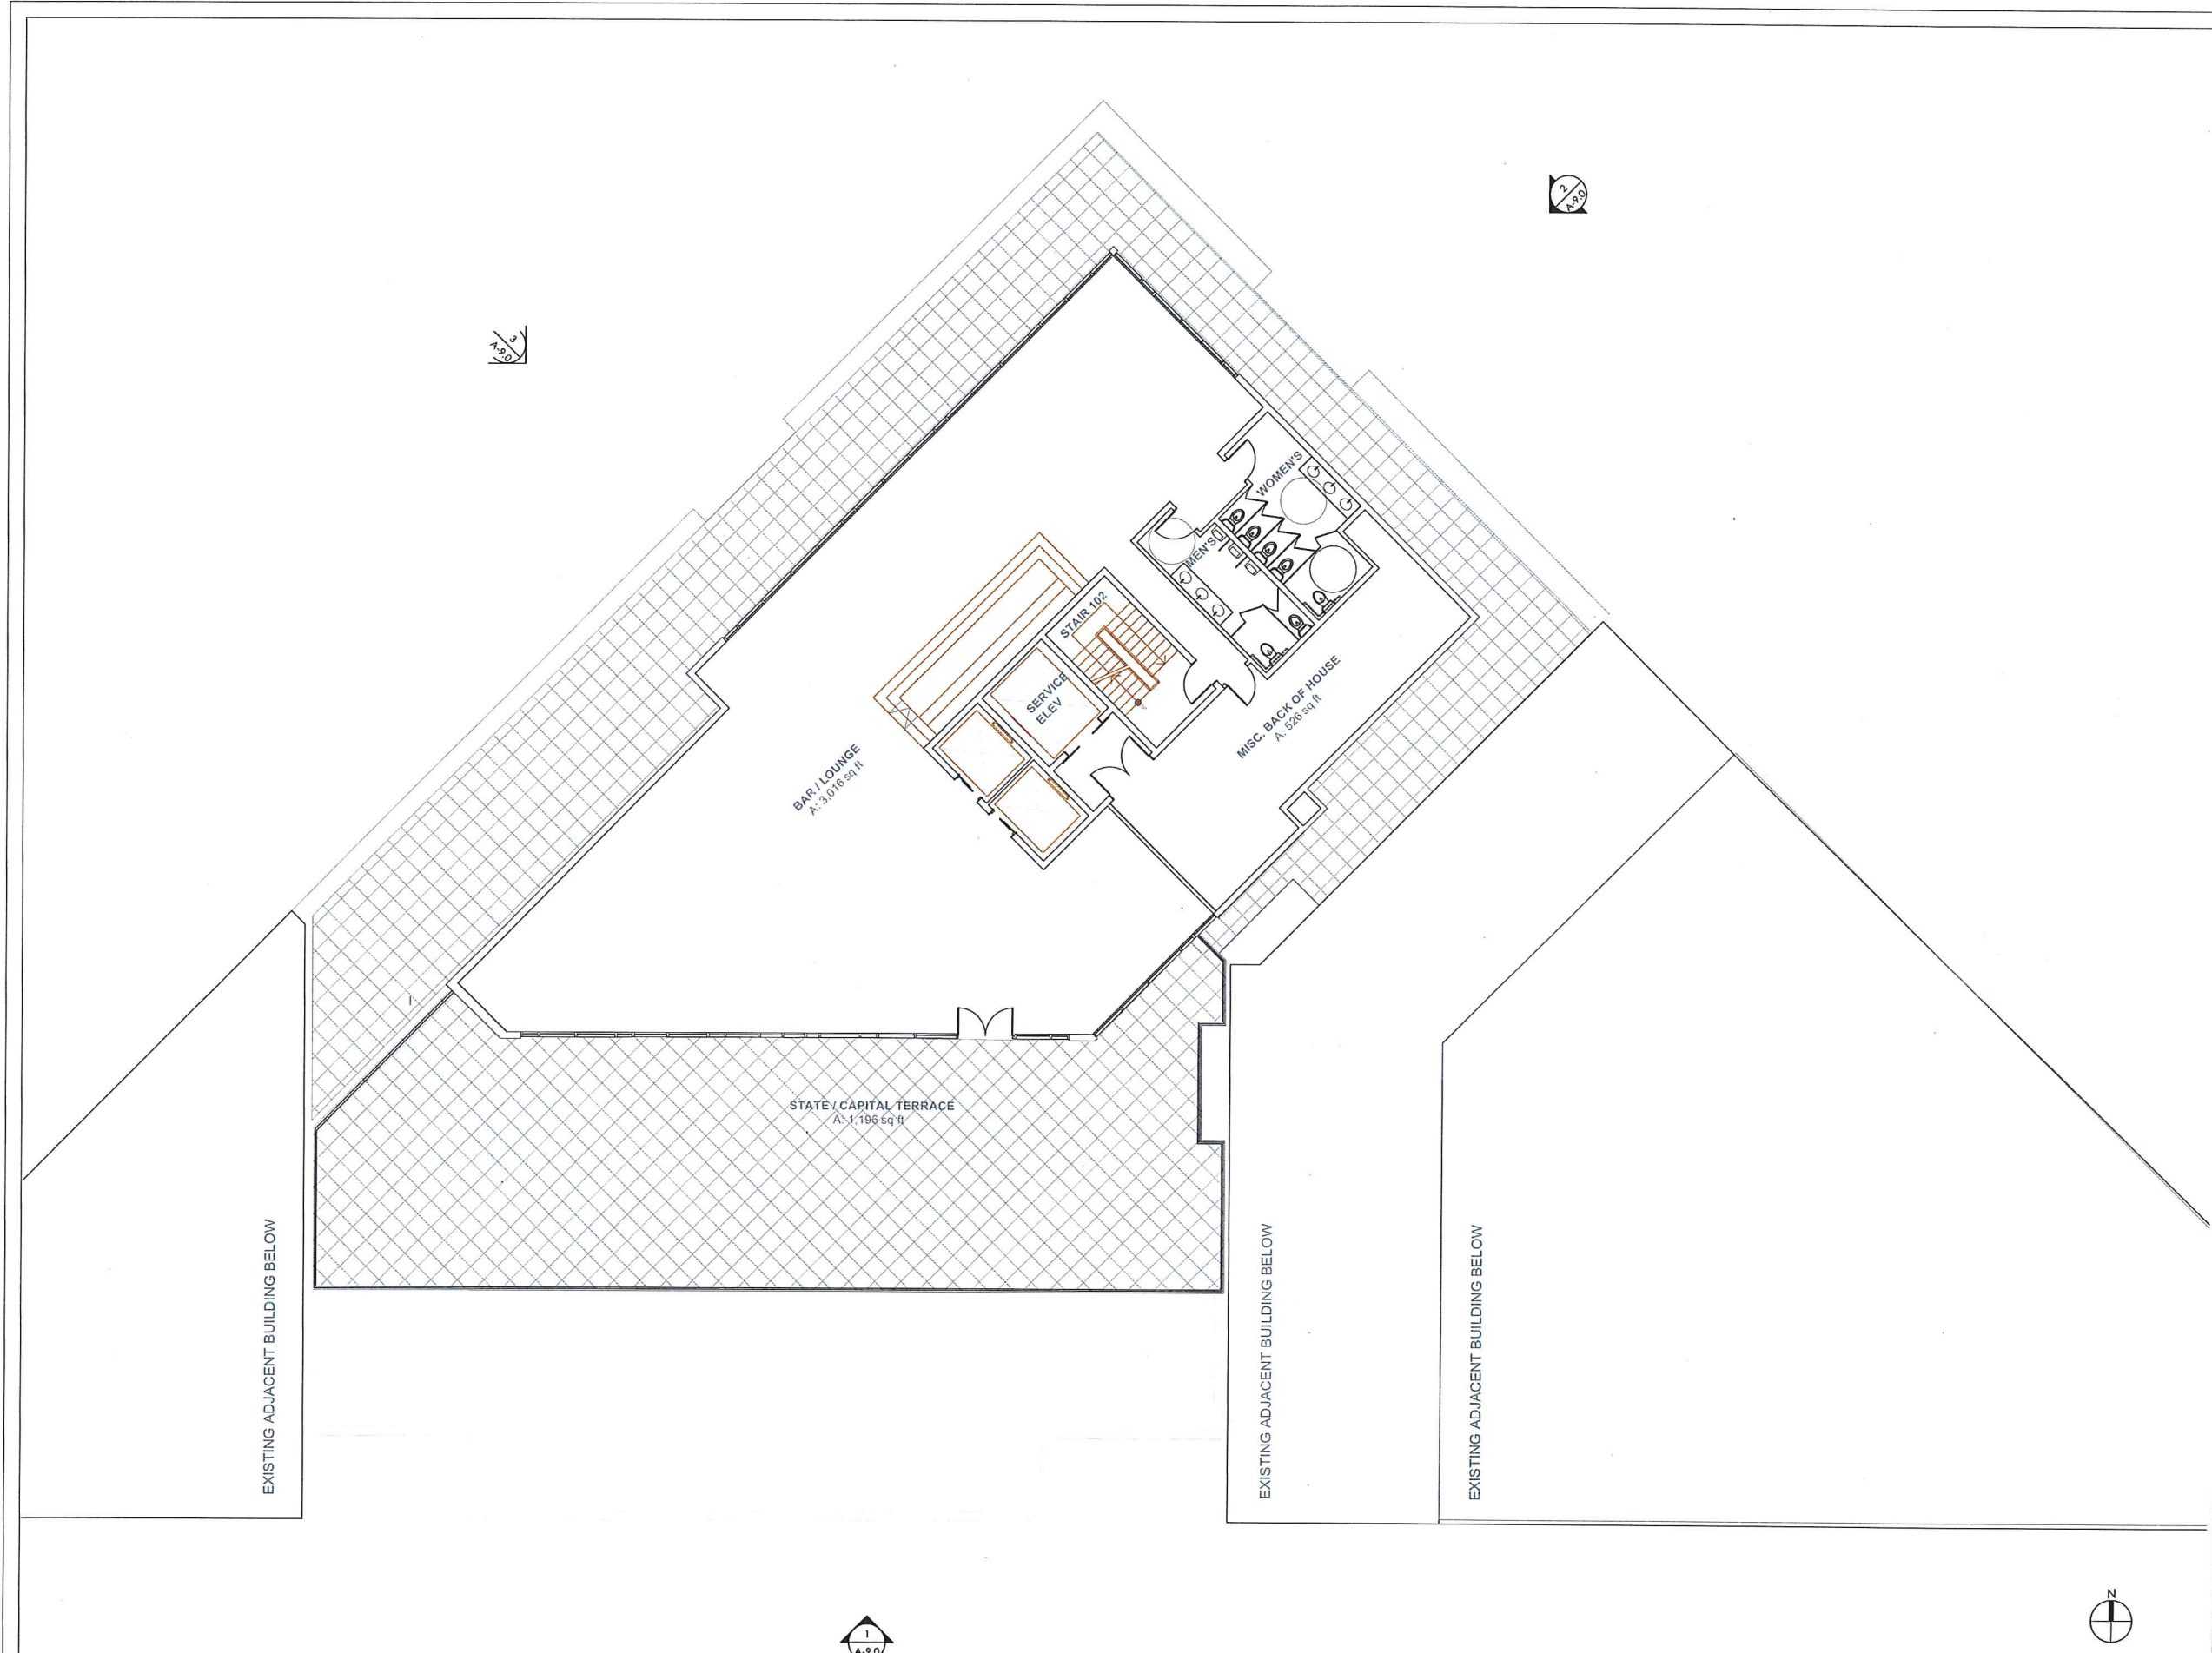 2
A-9.0
3
A-9.0
WOMEN'S
MEN'S
STAIR 102
SERVICE
ELEV
MISC. BACK OF HOUSE
A: 526 sq ft
BAR / LOUNGE
A: 3,016 sq ft
STATE / CAPITAL TERRACE
A: 1,196 sq ft
EXISTING ADJACENT BUILDING BELOW
EXISTING ADJACENT BUILDING BELOW
EXISTING ADJACENT BUILDING BELOW
N
1
A-9.0